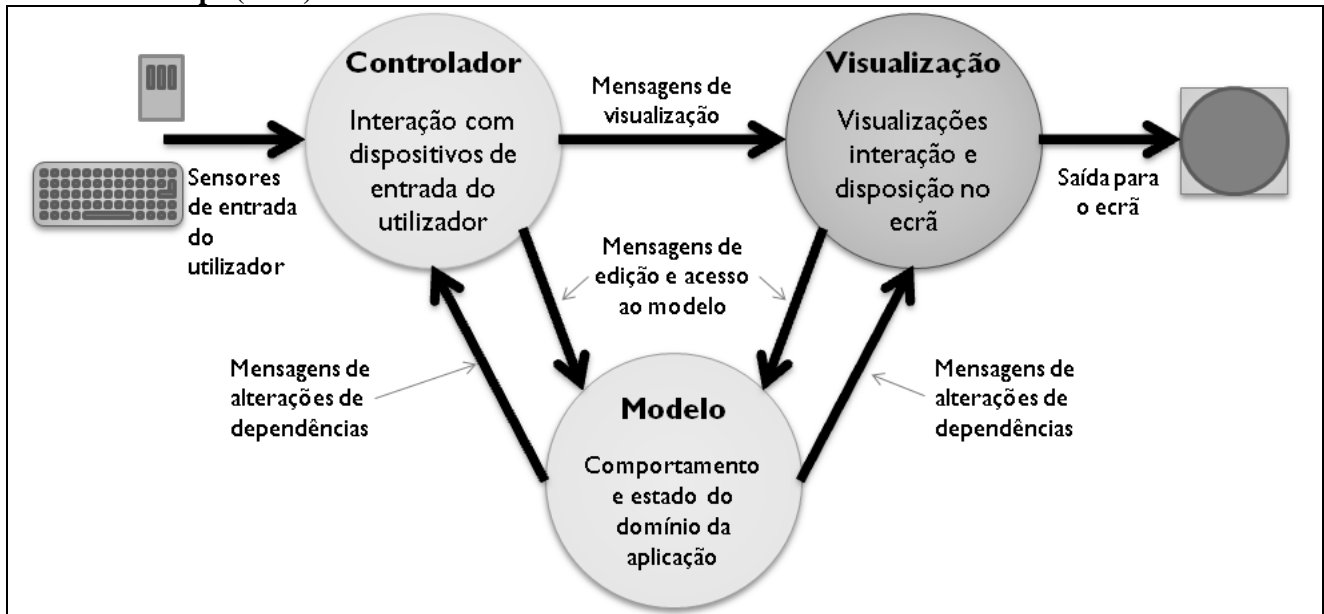 Controlador
Interação com
dispositivos de
entrada do
utilizador
Mensagens de
visualização
Visualização
Visualizações
interação e
disposição no
ecrã
Saída para
o ecrã
Sensores
de entrada
do
utilizador
Mensagens de
edição e acesso
ao modelo
Mensagens de
alterações de
dependências
Modelo
Comportamento
e estado do
domínio da
aplicação
Mensagens de
alterações de
dependências